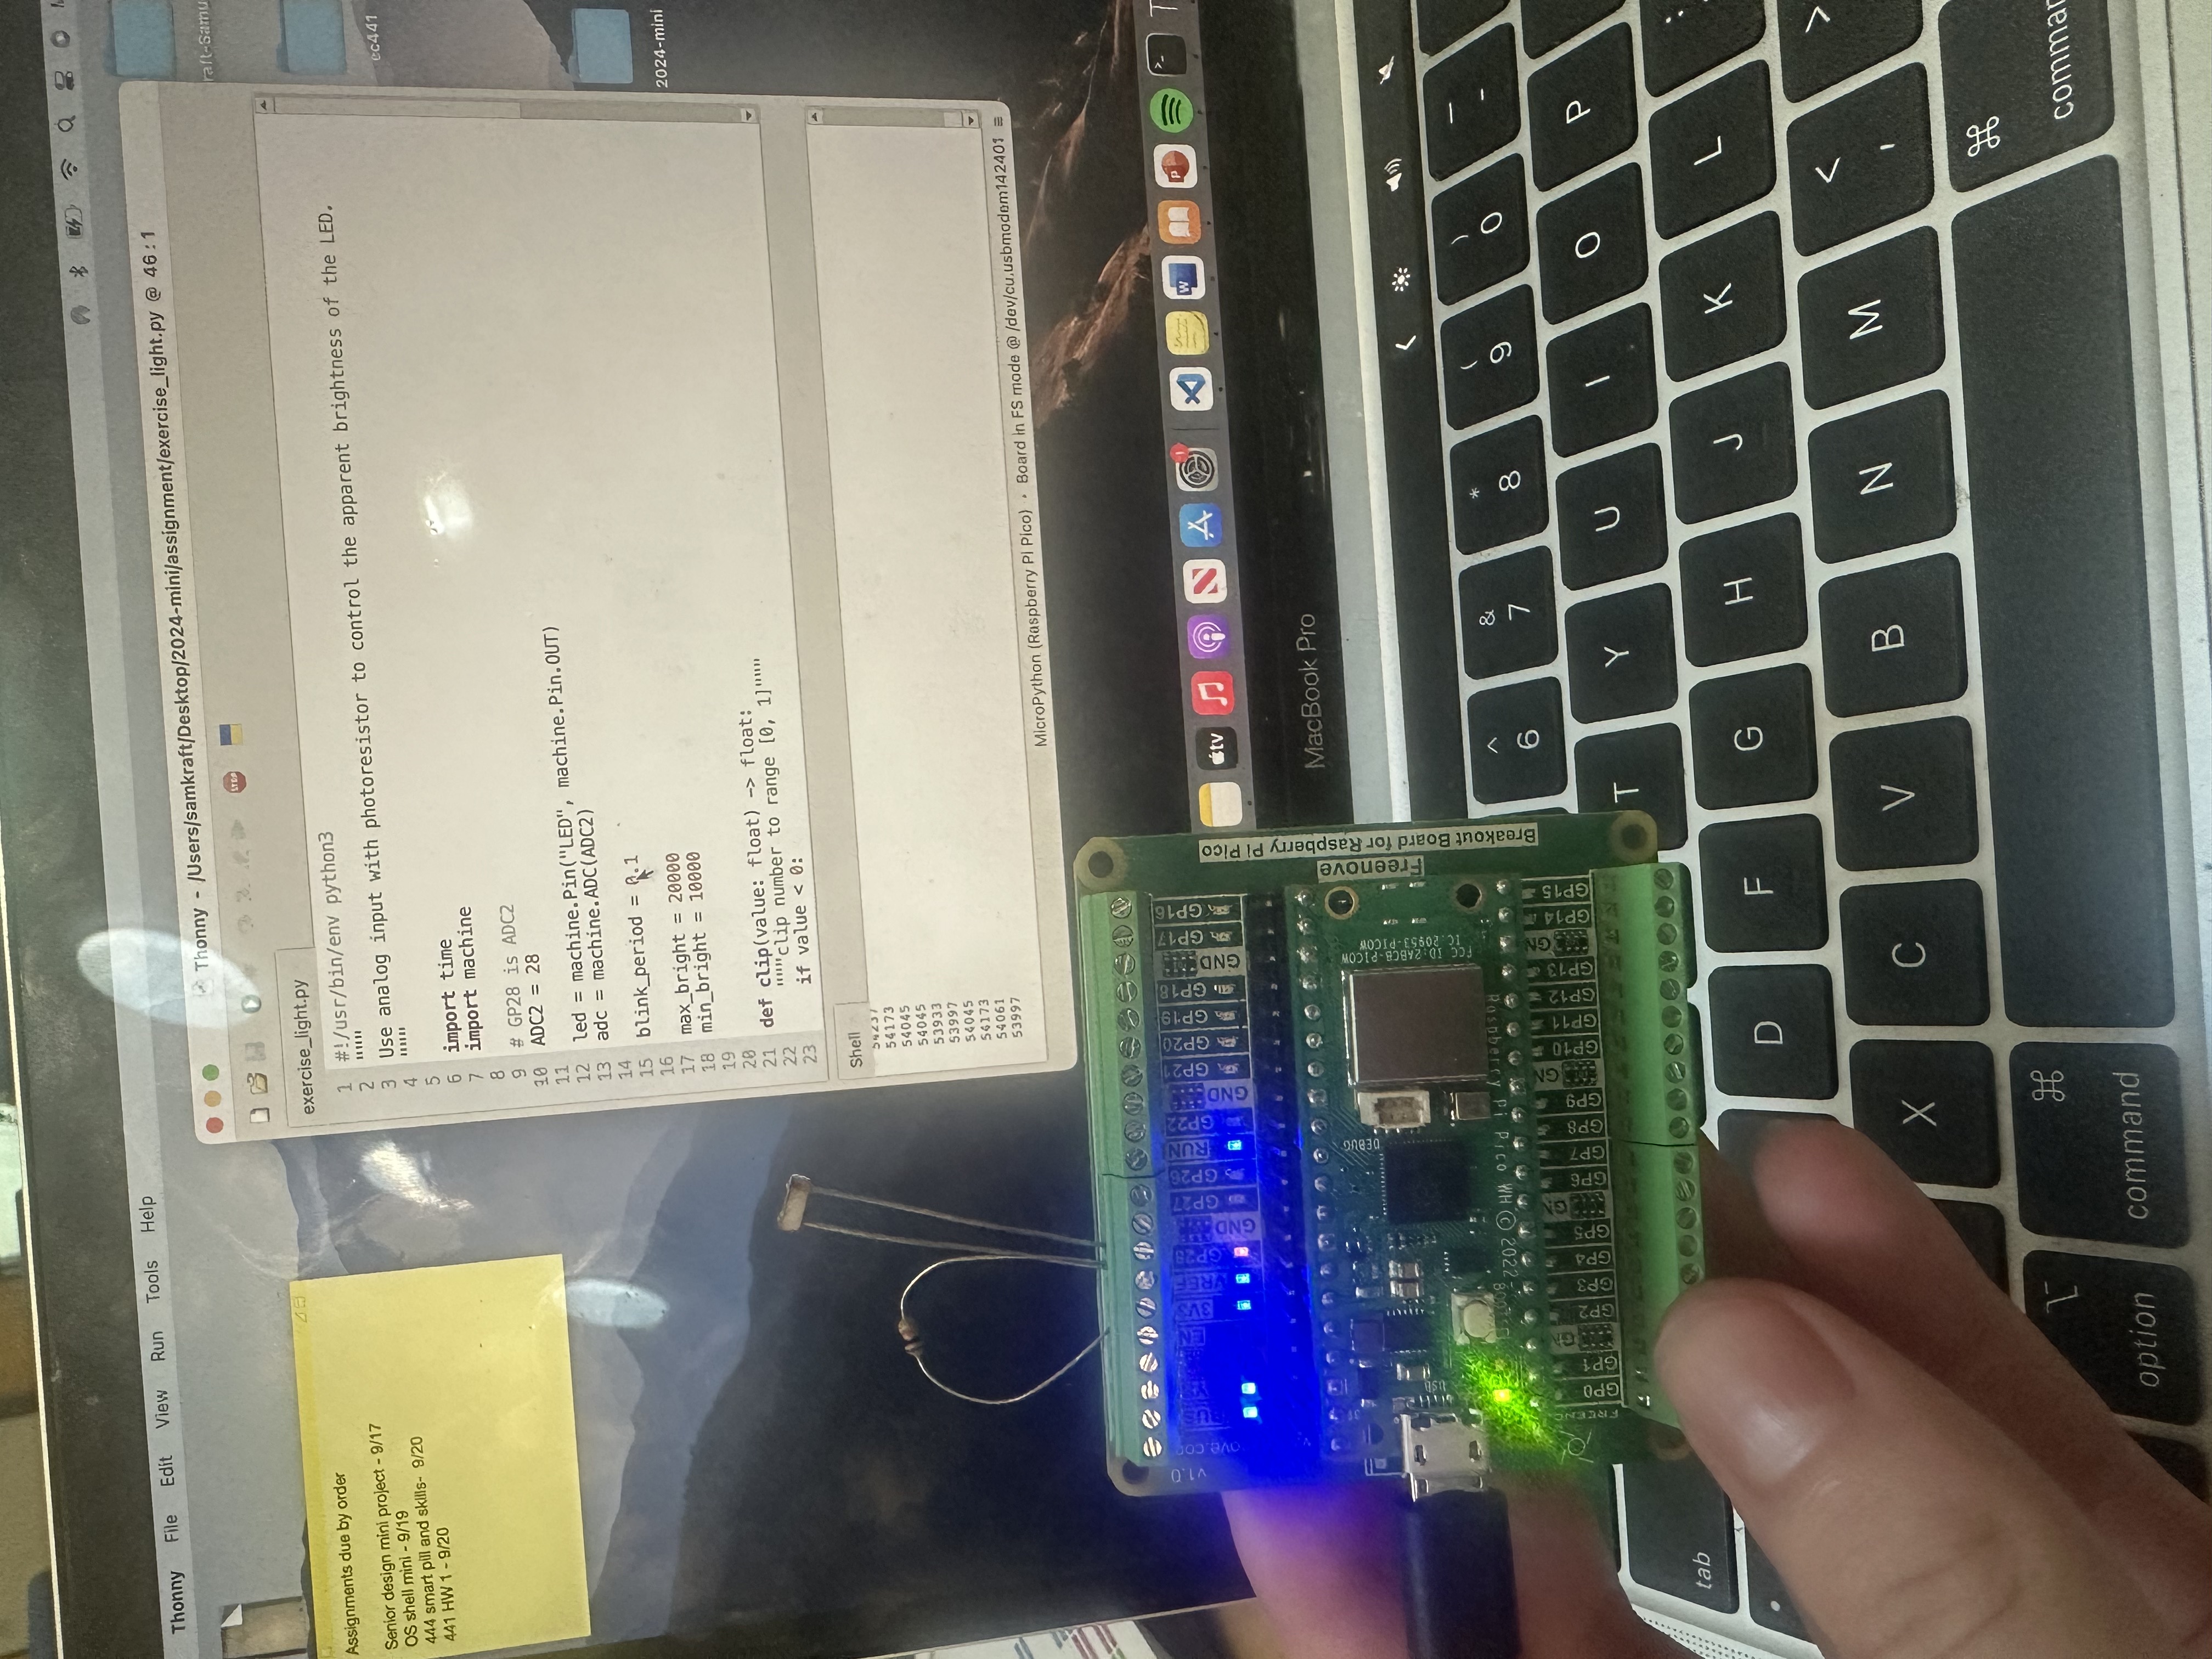 Thonny File Edit View Run Tools Help
Thonny - /Users/samkraft/Desktop/2024-mini/assignment/exercise_light.py @ 46 : 1
STOP
raft-Samu
ec441
2024-mini
Assignments due by order
Senior design mini project - 9/17
OS shell mini - 9/19
444 smart pill and skills- 9/20
441 HW 1 - 9/20
exercise_light.py
1 #!/usr/bin/env python3
2 """
3 Use analog input with photoresistor to control the apparent brightness of the LED.
4 """
5
6 import time
7 import machine
8
9 # GP28 is ADC2
10 ADC2 = 28
11
12 led = machine.Pin("LED", machine.Pin.OUT)
13 adc = machine.ADC(ADC2)
14
15 blink_period = 0.1
16
17 max_bright = 20000
18 min_bright = 10000
19
20
21 def clip(value: float) -> float:
22 """clip number to range [0, 1]"""
23 if value < 0:
Shell
54237
54173
54045
54045
53933
53997
54045
54173
54061
53997
MicroPython (Raspberry Pi Pico) • Board in FS mode @ /dev/cu.usbmodem142401 ≡
tv
W
P
MacBook Pro
v1.0
EN 3V3 VREF GP28 GND GP27 GP26 RUN GP22 GND GP21 GP20 GP19 GP18 GND GP17 GP16
DEBUG
USB
FCC ID:2ABCB-PICOW
IC:20953-PICOW
Raspberry Pi Pico WH © 2022
Freenove
Breakout Board for Raspberry Pi Pico
GP0 GP1 GP2 GP3 GP4 GP5 GP6 GP7 GP8 GP9 GP10 GP11 GP12 GP13 GP14 GP15
^ 6 & 7 * 8 ( 9 ) 0 — -
tab T Y U I O P
D F G H J K L :
X C V B N M < , >
option ⌘ command ⌘ comman